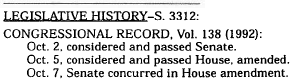 LEGISLATIVE HISTORY–S. 3312:
CONGRESSIONAL RECORD, Vol. 138 (1992):
Oct. 2, considered and passed Senate.
Oct. 5, considered and passed House, amended.
Oct. 7, Senate concurred in House amendment.